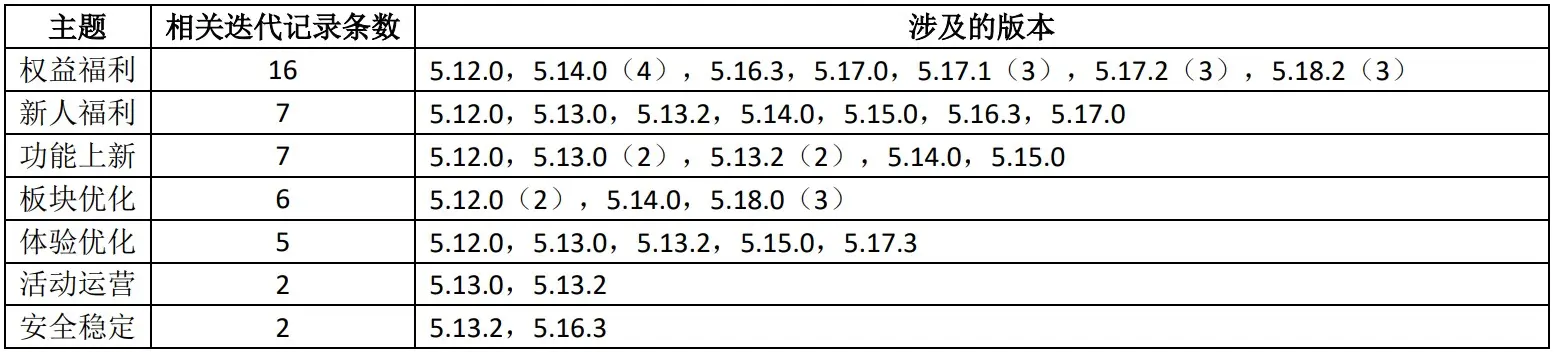 主题 相关迭代记录条数 涉及的版本
权益福利 16 5.12.0，5.14.0（4），5.16.3，5.17.0，5.17.1（3），5.17.2（3），5.18.2（3）
新人福利 7 5.12.0，5.13.0，5.13.2，5.14.0，5.15.0，5.16.3，5.17.0
功能上新 7 5.12.0，5.13.0（2），5.13.2（2），5.14.0，5.15.0
板块优化 6 5.12.0（2），5.14.0，5.18.0（3）
体验优化 5 5.12.0，5.13.0，5.13.2，5.15.0，5.17.3
活动运营 2 5.13.0，5.13.2
安全稳定 2 5.13.2，5.16.3